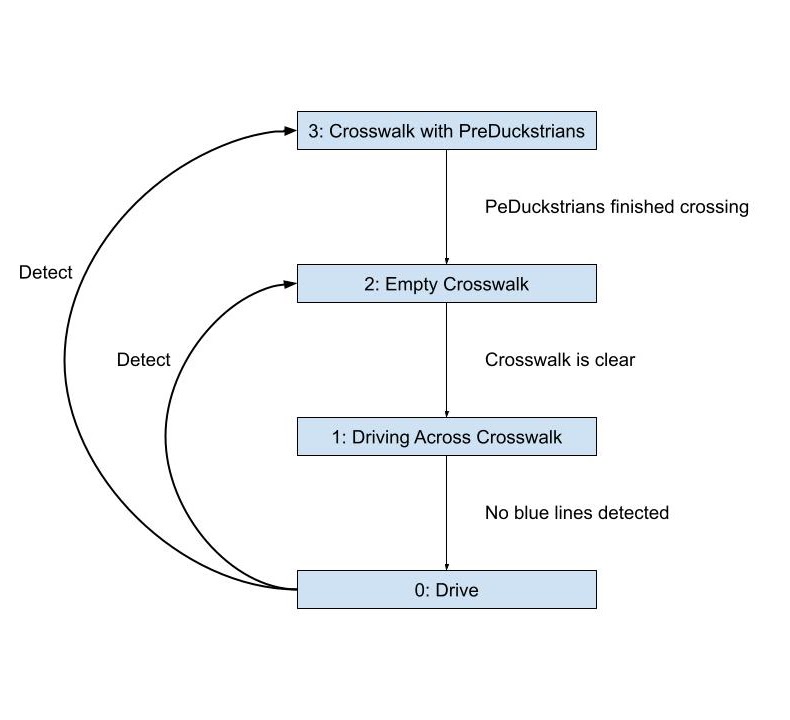 3: Crosswalk with PreDuckstrians
PeDuckstrians finished crossing
Detect
2: Empty Crosswalk
Detect
Crosswalk is clear
1: Driving Across Crosswalk
No blue lines detected
0: Drive